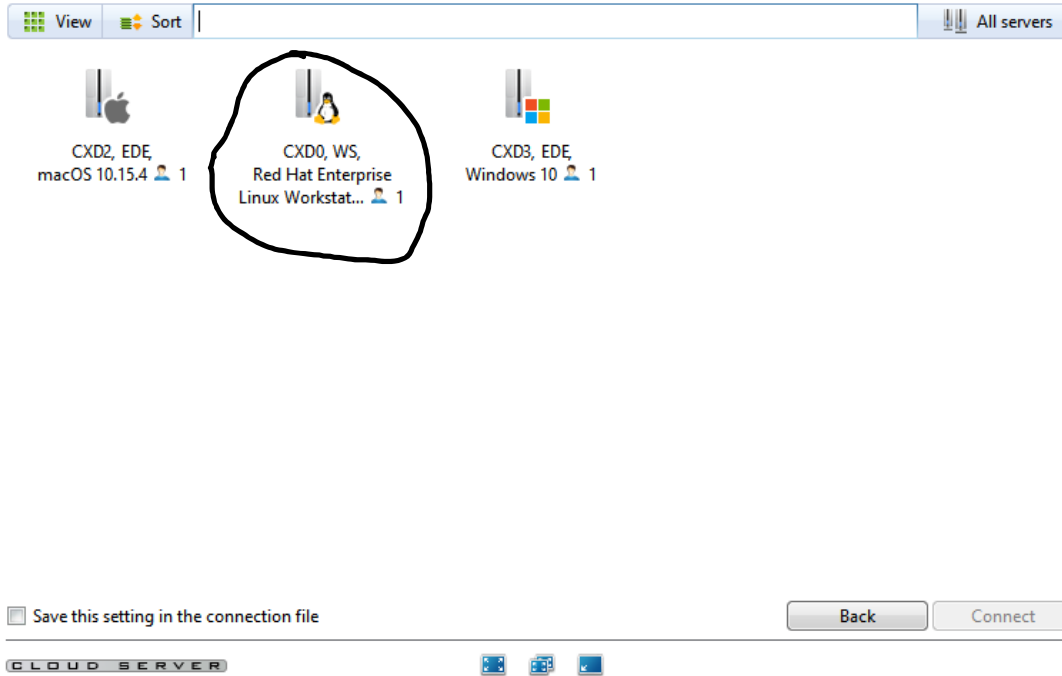 View Sort All servers
CXD2, EDE,
macOS 10.15.4 1
CXD0, WS,
Red Hat Enterprise
Linux Workstat... 1
CXD3, EDE,
Windows 10 1
Save this setting in the connection file
Back Connect
CLOUD SERVER